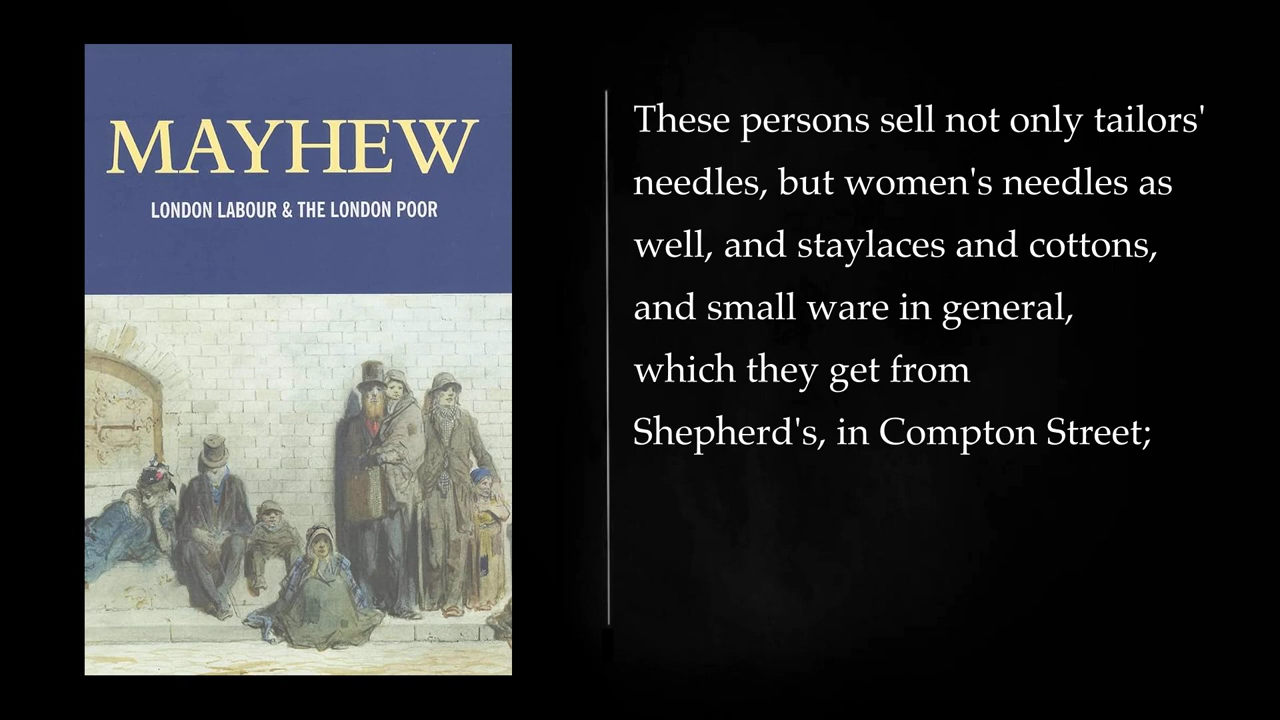 MAYHEW
LONDON LABOUR & THE LONDON POOR
These persons sell not only tailors'
needles, but women's needles as
well, and staylaces and cottons,
and small ware in general,
which they get from
Shepherd's, in Compton Street;